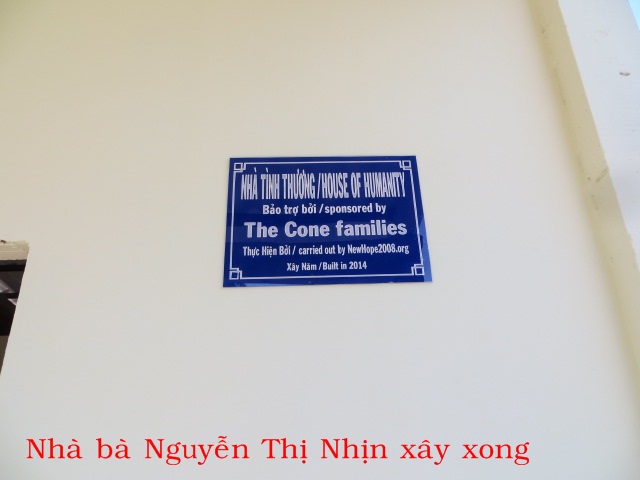 NHÀ TÌNH THƯƠNG / HOUSE OF HUMANITY
Bảo trợ bởi / sponsored by
The Cone families
Thực Hiện Bởi / carried out by NewHope2008.org
Xây Năm / Built in 2014
Nhà bà Nguyễn Thị Nhịn xây xong